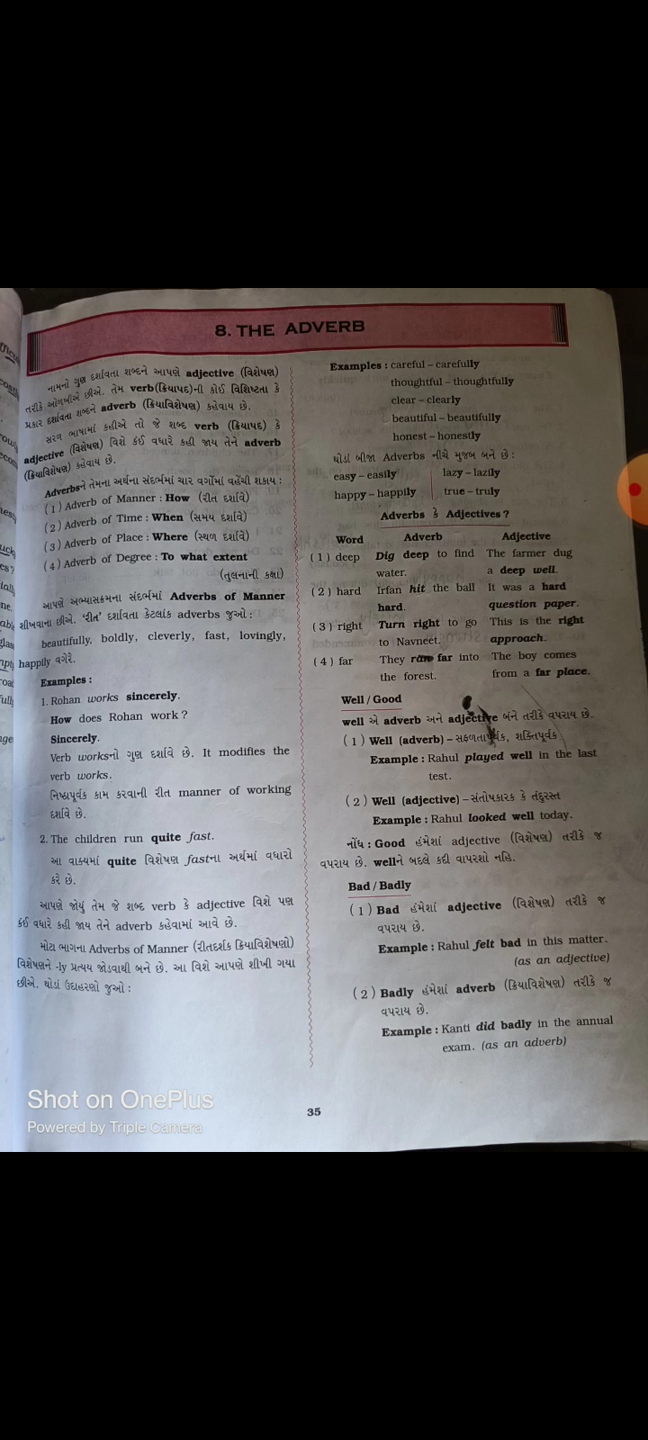 8. THE ADVERB
નામનો ગુણ દર્શાવતા શબ્દને આપણે adjective (વિશેષણ)
તરીકે ઓળખીએ છીએ. તેમ verb(ક્રિયાપદ)ની કોઈ વિશિષ્ટતા કે
પ્રકાર દર્શાવતા શબ્દને adverb (ક્રિયાવિશેષણ) કહેવાય છે.
સરળ ભાષામાં કહીએ તો જે શબ્દ verb (ક્રિયાપદ) કે
adjective (વિશેષણ) વિશે કંઈ વધારે કહી જાય તેને adverb
(ક્રિયાવિશેષણ) કહેવાય છે.
Adverbsને તેમના અર્થના સંદર્ભમાં ચાર વર્ગોમાં વહેંચી શકાય :
(1) Adverb of Manner : How (રીત દર્શાવે)
(2) Adverb of Time : When (સમય દર્શાવે)
(3) Adverb of Place : Where (સ્થળ દર્શાવે)
(4) Adverb of Degree : To what extent
(તુલનાની કક્ષા)
આપણે અભ્યાસક્રમના સંદર્ભમાં Adverbs of Manner
શીખવાના છીએ. 'રીત' દર્શાવતા કેટલાંક adverbs જુઓ :
beautifully, boldly, cleverly, fast, lovingly,
happily વગેરે.
Examples :
1. Rohan works sincerely.
How does Rohan work ?
Sincerely.
Verb worksનો ગુણ દર્શાવે છે. It modifies the
verb works.
નિષ્ઠાપૂર્વક કામ કરવાની રીત manner of working
દર્શાવે છે.
2. The children run quite fast.
આ વાક્યમાં quite વિશેષણ fastના અર્થમાં વધારો
કરે છે.
આપણે જોયું તેમ જે શબ્દ verb કે adjective વિશે પણ
કંઈ વધારે કહી જાય તેને adverb કહેવામાં આવે છે.
મોટા ભાગના Adverbs of Manner (રીતદર્શક ક્રિયાવિશેષણો)
વિશેષણને -ly પ્રત્યય જોડવાથી બને છે. આ વિશે આપણે શીખી ગયા
છીએ. થોડાં ઉદાહરણો જુઓ :
Examples : careful – carefully
thoughtful – thoughtfully
clear – clearly
beautiful – beautifully
honest – honestly
થોડાં બીજા Adverbs નીચે મુજબ બને છે :
easy – easily lazy – lazily
happy – happily true – truly
Adverbs કે Adjectives ?
Word Adverb Adjective
(1) deep Dig deep to find The farmer dug
water. a deep well.
(2) hard Irfan hit the ball It was a hard
hard. question paper.
(3) right Turn right to go This is the right
to Navneet. approach.
(4) far They ran far into The boy comes
the forest. from a far place.
Well / Good
well એ adverb અને adjective બંને તરીકે વપરાય છે.
(1) Well (adverb) – સફળતાપૂર્વક, શક્તિપૂર્વક
Example : Rahul played well in the last
test.
(2) Well (adjective) – સંતોષકારક કે તંદુરસ્ત
Example : Rahul looked well today.
નોંધ : Good હંમેશાં adjective (વિશેષણ) તરીકે જ
વપરાય છે. wellને બદલે કદી વાપરશો નહિ.
Bad / Badly
(1) Bad હંમેશાં adjective (વિશેષણ) તરીકે જ
વપરાય છે.
Example : Rahul felt bad in this matter.
(as an adjective)
(2) Badly હંમેશાં adverb (ક્રિયાવિશેષણ) તરીકે જ
વપરાય છે.
Example : Kanti did badly in the annual
exam. (as an adverb)
35
Shot on OnePlus
Powered by Triple Camera